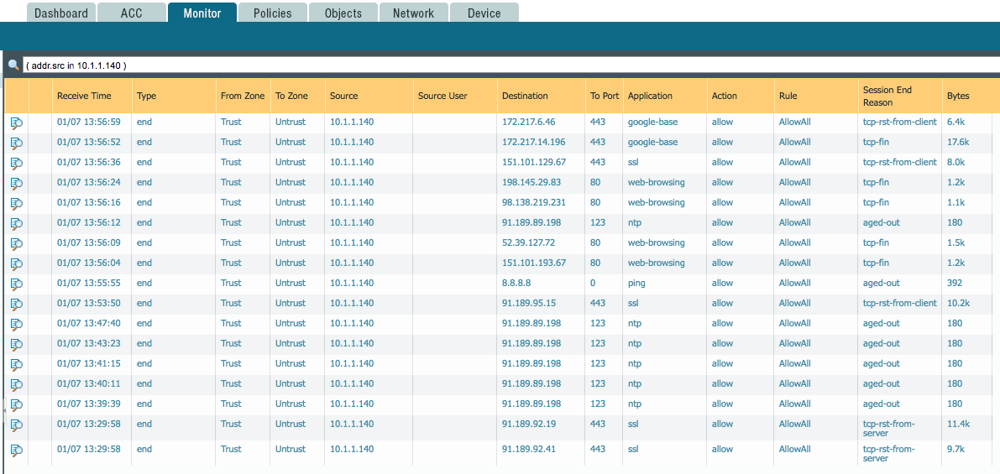 Dashboard ACC Monitor Policies Objects Network Device
( addr.src in 10.1.1.140 )
Receive Time Type From Zone To Zone Source Source User Destination To Port Application Action Rule Session End Reason Bytes
01/07 13:56:59 end Trust Untrust 10.1.1.140 172.217.6.46 443 google-base allow AllowAll tcp-rst-from-client 6.4k
01/07 13:56:52 end Trust Untrust 10.1.1.140 172.217.14.196 443 google-base allow AllowAll tcp-fin 17.6k
01/07 13:56:36 end Trust Untrust 10.1.1.140 151.101.129.67 443 ssl allow AllowAll tcp-rst-from-client 8.0k
01/07 13:56:24 end Trust Untrust 10.1.1.140 198.145.29.83 80 web-browsing allow AllowAll tcp-fin 1.2k
01/07 13:56:16 end Trust Untrust 10.1.1.140 98.138.219.231 80 web-browsing allow AllowAll tcp-fin 1.1k
01/07 13:56:12 end Trust Untrust 10.1.1.140 91.189.89.198 123 ntp allow AllowAll aged-out 180
01/07 13:56:09 end Trust Untrust 10.1.1.140 52.39.127.72 80 web-browsing allow AllowAll tcp-fin 1.5k
01/07 13:56:04 end Trust Untrust 10.1.1.140 151.101.193.67 80 web-browsing allow AllowAll tcp-fin 1.2k
01/07 13:55:55 end Trust Untrust 10.1.1.140 8.8.8.8 0 ping allow AllowAll aged-out 392
01/07 13:53:50 end Trust Untrust 10.1.1.140 91.189.95.15 443 ssl allow AllowAll tcp-rst-from-client 10.2k
01/07 13:47:40 end Trust Untrust 10.1.1.140 91.189.89.198 123 ntp allow AllowAll aged-out 180
01/07 13:43:23 end Trust Untrust 10.1.1.140 91.189.89.198 123 ntp allow AllowAll aged-out 180
01/07 13:41:15 end Trust Untrust 10.1.1.140 91.189.89.198 123 ntp allow AllowAll aged-out 180
01/07 13:40:11 end Trust Untrust 10.1.1.140 91.189.89.198 123 ntp allow AllowAll aged-out 180
01/07 13:39:39 end Trust Untrust 10.1.1.140 91.189.89.198 123 ntp allow AllowAll aged-out 180
01/07 13:29:58 end Trust Untrust 10.1.1.140 91.189.92.19 443 ssl allow AllowAll tcp-rst-from-server 11.4k
01/07 13:29:58 end Trust Untrust 10.1.1.140 91.189.92.41 443 ssl allow AllowAll tcp-rst-from-server 9.7k